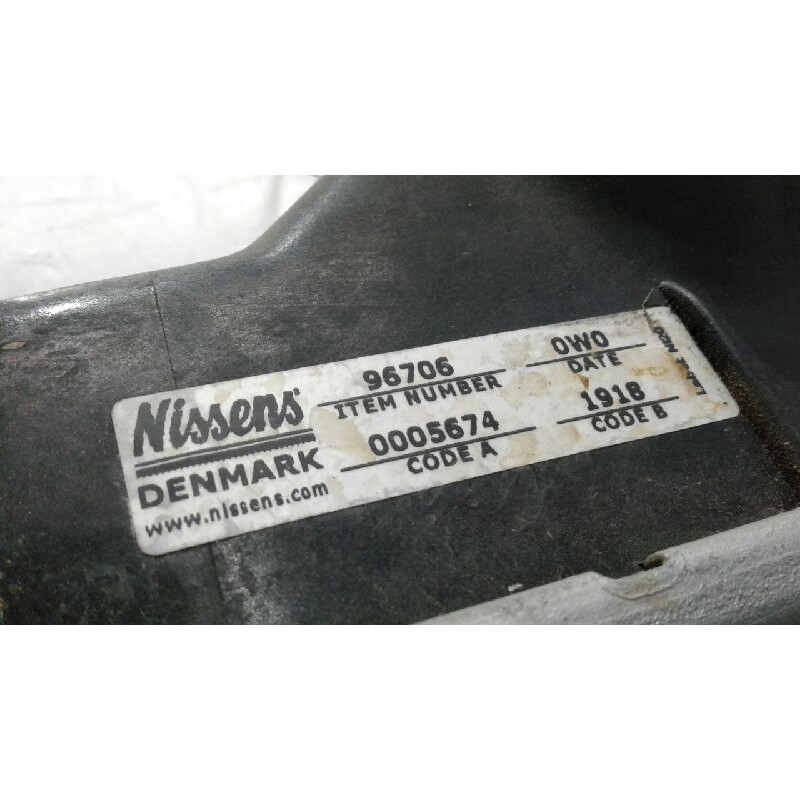 Nissens
DENMARK
www.nissens.com
96706
ITEM NUMBER
0W0
DATE
0005674
CODE A
1918
CODE B